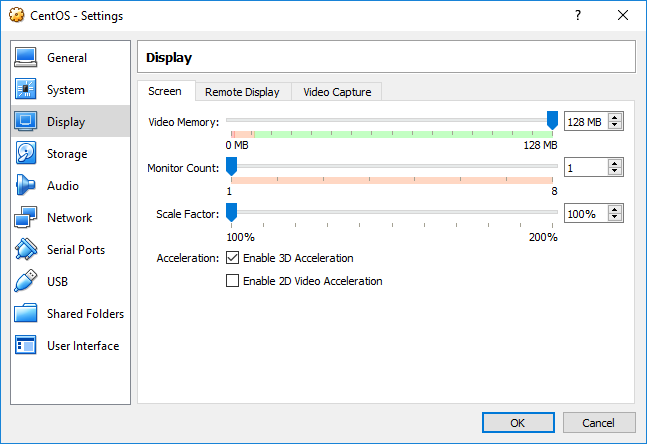 CentOS - Settings
?
General
System
Display
Storage
Audio
Network
Serial Ports
USB
Shared Folders
User Interface
Display
Screen
Remote Display
Video Capture
Video Memory:
128 MB
0 MB
128 MB
Monitor Count:
1
1
8
Scale Factor:
100%
100%
200%
Acceleration:
Enable 3D Acceleration
Enable 2D Video Acceleration
OK
Cancel